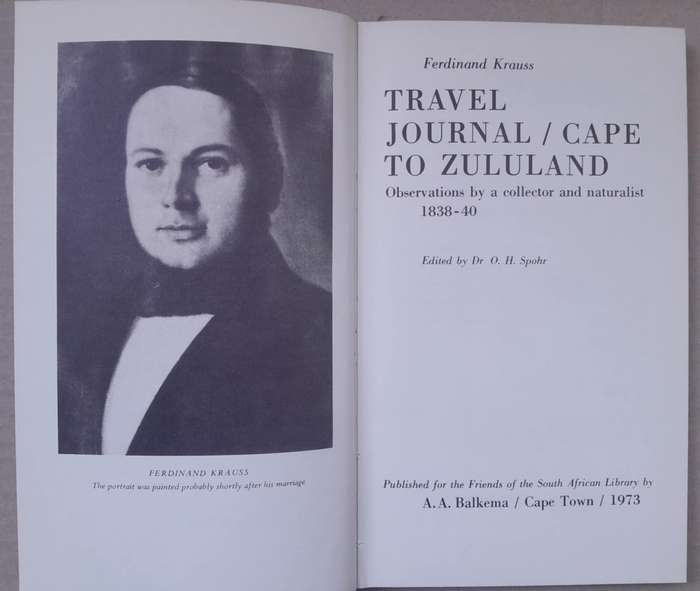 FERDINAND KRAUSS
The portrait was painted probably shortly after his marriage
Ferdinand Krauss
TRAVEL
JOURNAL / CAPE
TO ZULULAND
Observations by a collector and naturalist
1838-40
Edited by Dr O. H. Spohr
Published for the Friends of the South African Library by
A. A. Balkema / Cape Town / 1973